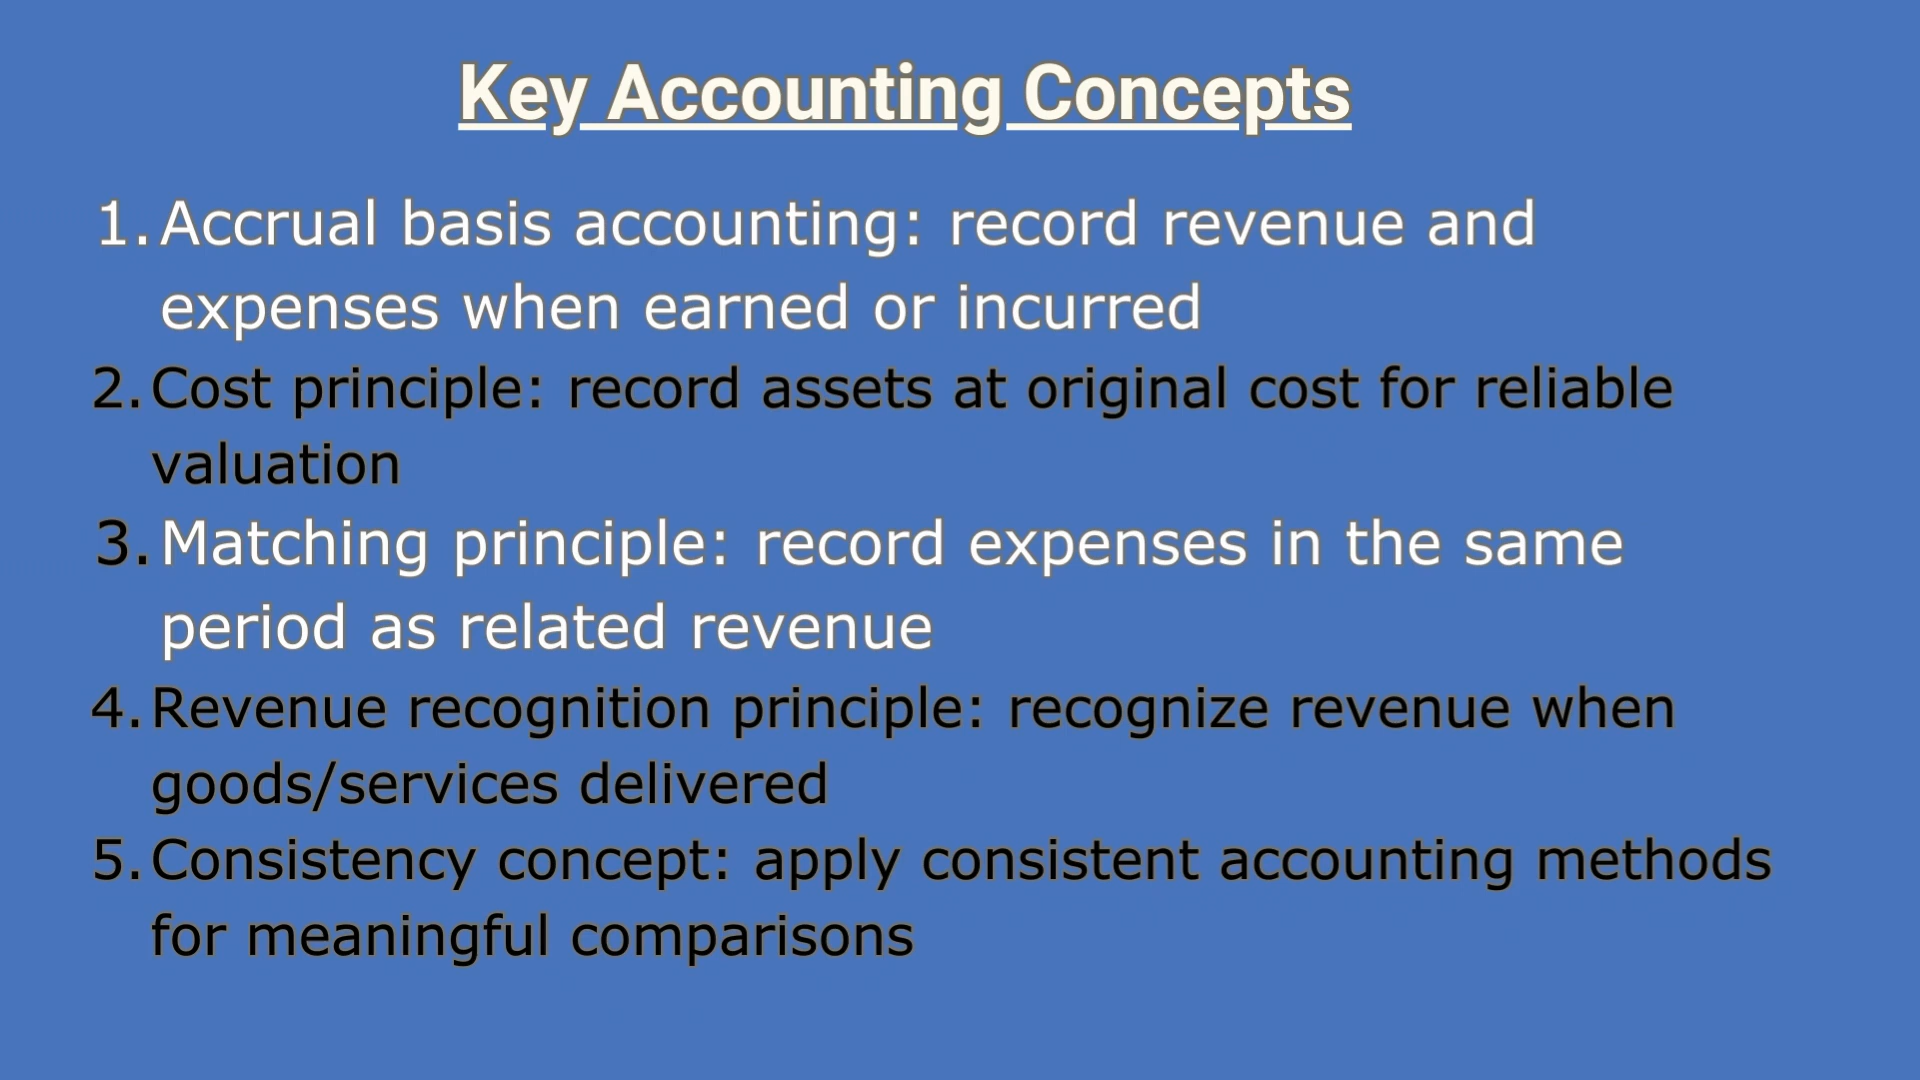 Key Accounting Concepts
1. Accrual basis accounting: record revenue and
expenses when earned or incurred
2. Cost principle: record assets at original cost for reliable
valuation
3. Matching principle: record expenses in the same
period as related revenue
4. Revenue recognition principle: recognize revenue when
goods/services delivered
5. Consistency concept: apply consistent accounting methods
for meaningful comparisons